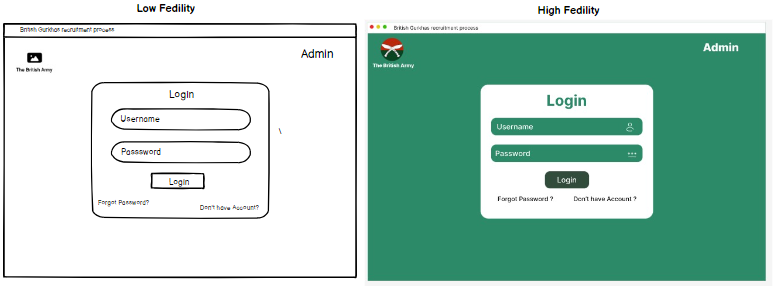 Low Fedility
British Gurkhas recruitment process
Admin
The British Army
Login
Username
Passsword
Login
Forgot Password?
Don't have Account?
High Fedility
British Gurkhas recruitment process
Admin
The British Army
Login
Username
Password
Login
Forgot Password ?
Don't have Account ?